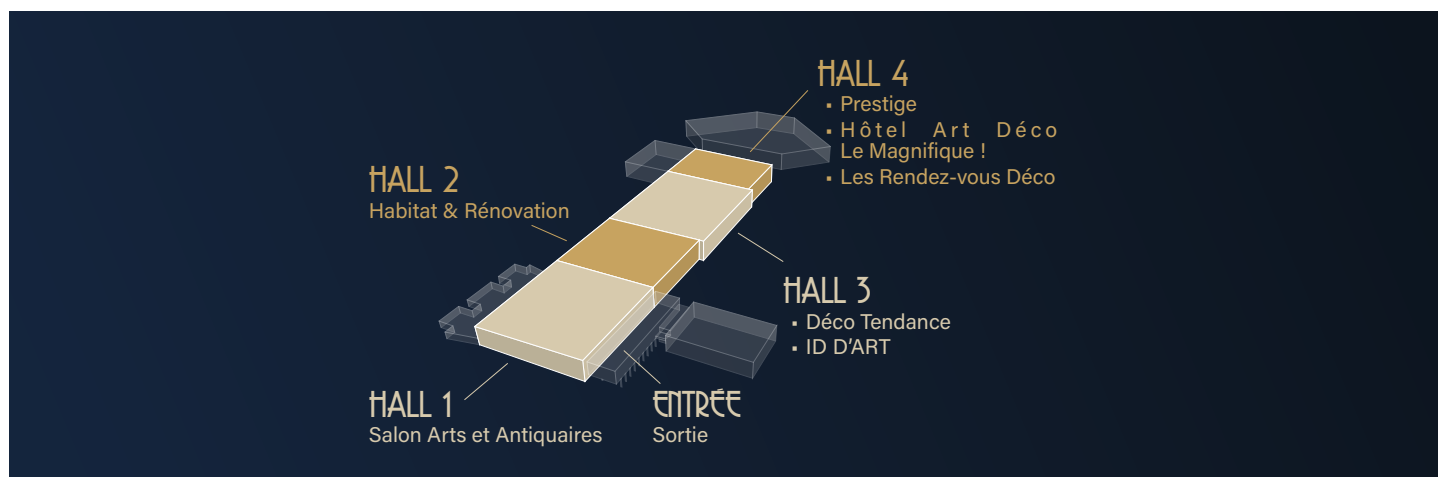 HALL 4
▪ Prestige
▪ Hôtel Art Déco
Le Magnifique !
▪ Les Rendez-vous Déco
HALL 2
Habitat & Rénovation
HALL 3
▪ Déco Tendance
▪ ID D'ART
HALL 1
Salon Arts et Antiquaires
ENTRÉE
Sortie